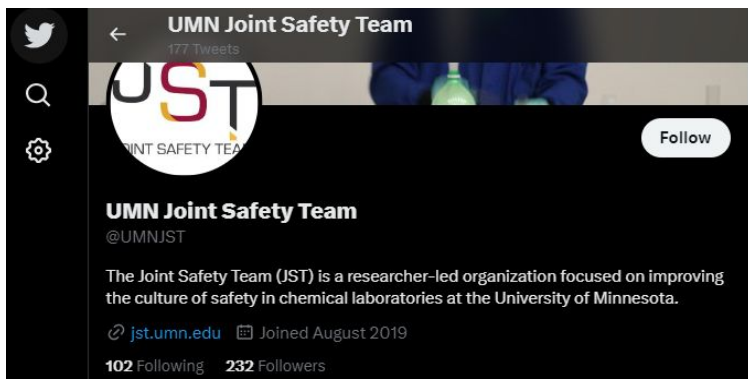 UMN Joint Safety Team
177 Tweets
JST
JOINT SAFETY TEAM
Follow
UMN Joint Safety Team
@UMNJST
The Joint Safety Team (JST) is a researcher-led organization focused on improving
the culture of safety in chemical laboratories at the University of Minnesota.
jst.umn.edu Joined August 2019
102 Following 232 Followers